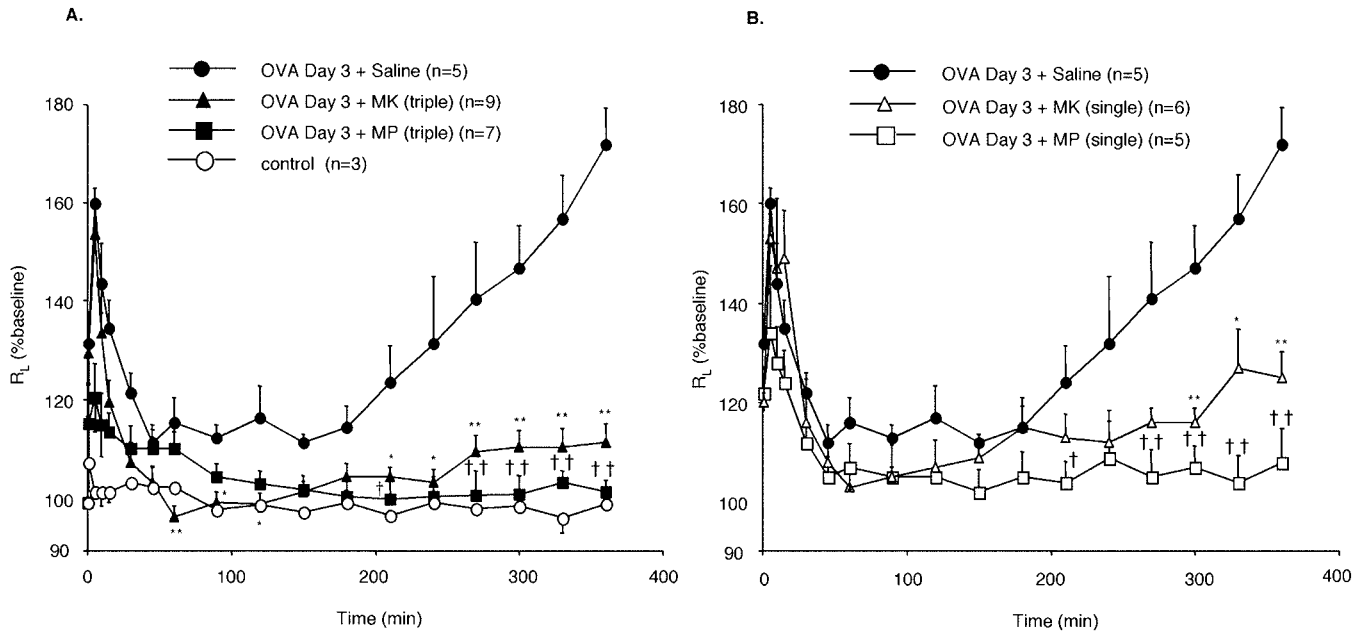 A.
OVA Day 3 + Saline (n=5)
OVA Day 3 + MK (triple) (n=9)
OVA Day 3 + MP (triple) (n=7)
control (n=3)
180
160
140
120
100
90
R_L (%baseline)
** ** ** **
* *
†
†† †† †† ††
*
** *
0 100 200 300 400
Time (min)
B.
OVA Day 3 + Saline (n=5)
OVA Day 3 + MK (single) (n=6)
OVA Day 3 + MP (single) (n=5)
180
160
140
120
100
90
R_L (%baseline)
* **
**
†
†† †† †† ††
0 100 200 300 400
Time (min)